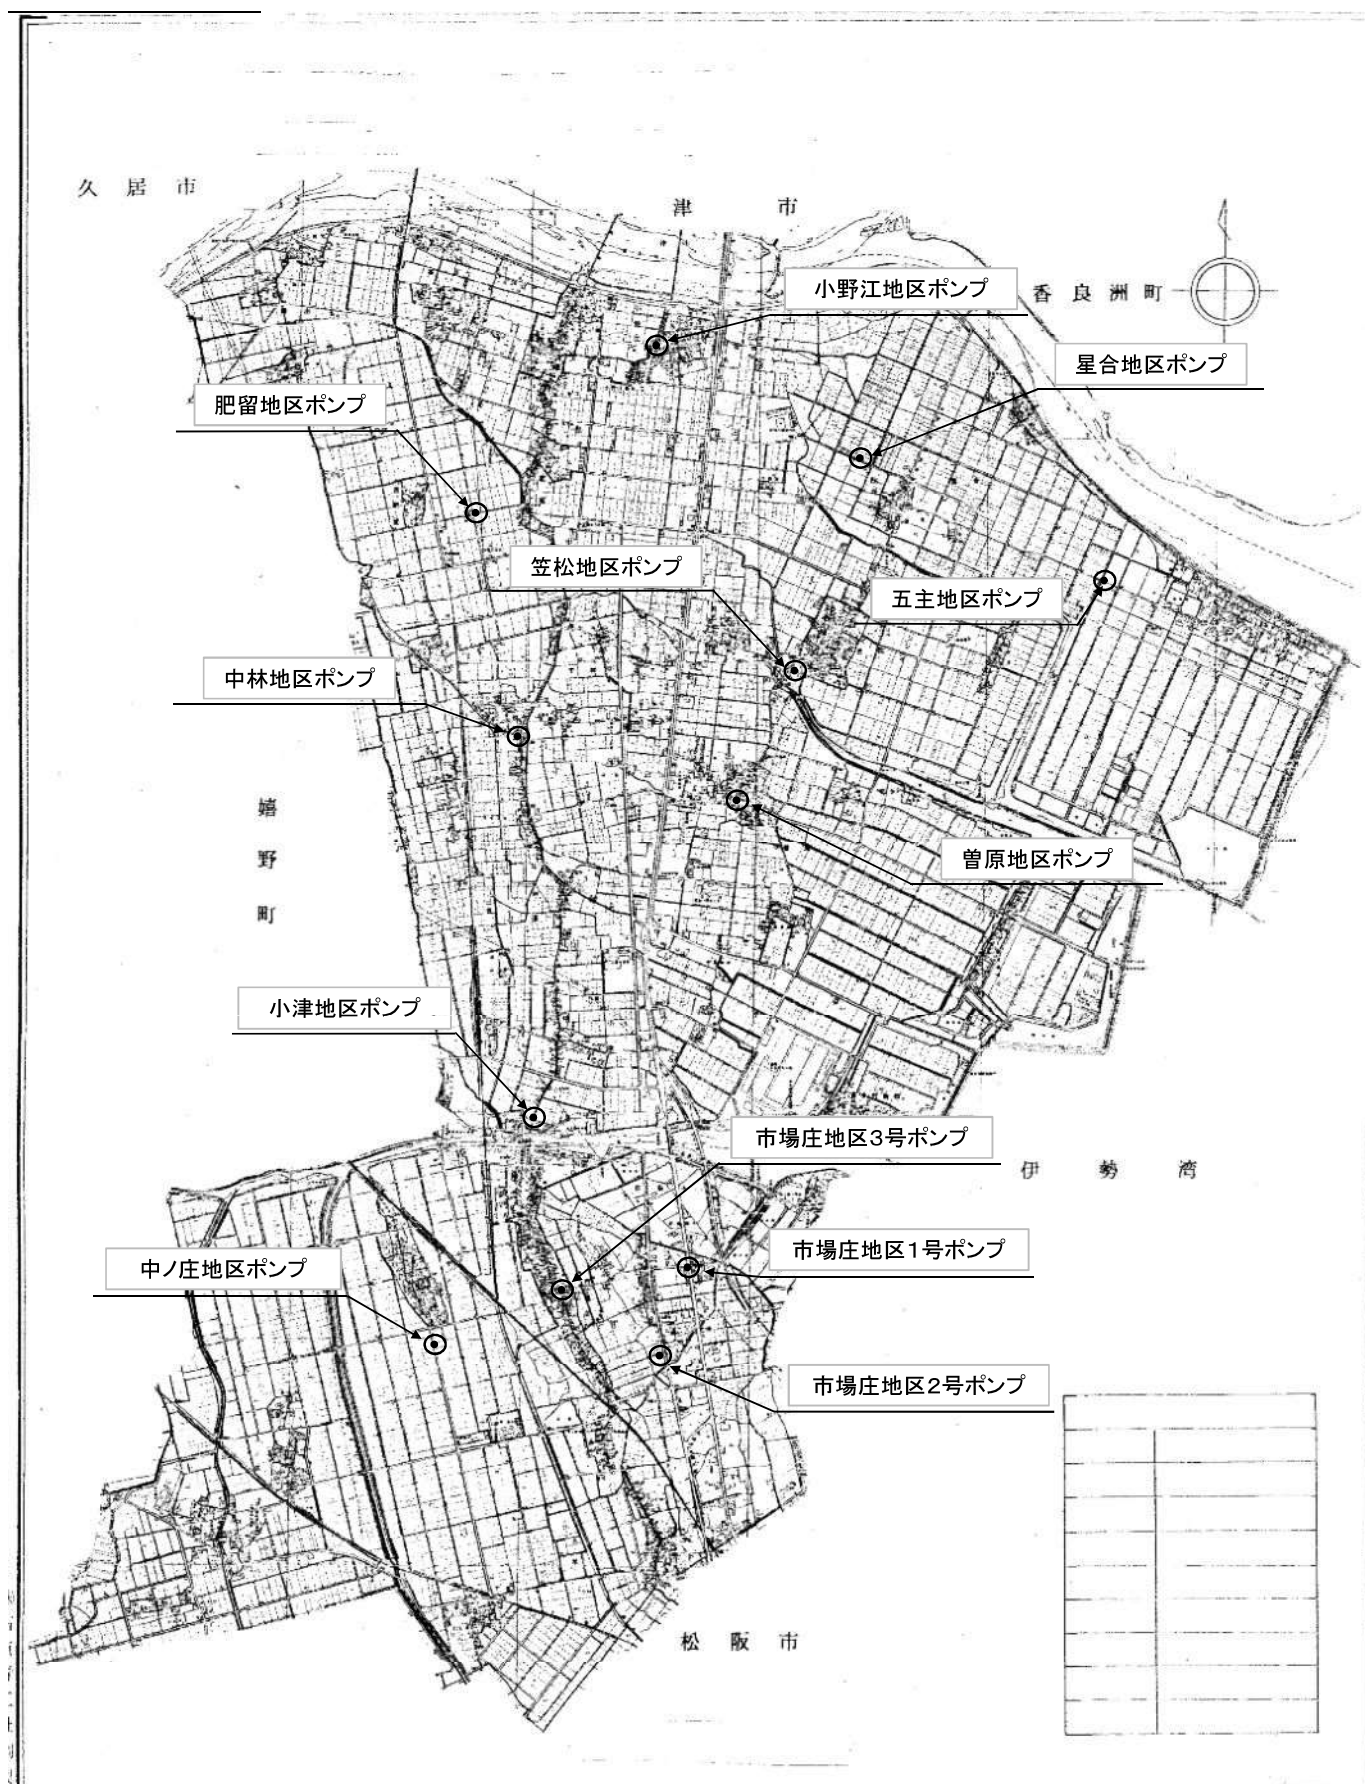 久居市
津市
小野江地区ポンプ
香良洲町
星合地区ポンプ
肥留地区ポンプ
笠松地区ポンプ
五主地区ポンプ
中林地区ポンプ
嬉野町
曽原地区ポンプ
小津地区ポンプ
市場庄地区3号ポンプ
伊勢湾
市場庄地区1号ポンプ
中ノ庄地区ポンプ
市場庄地区2号ポンプ
松阪市